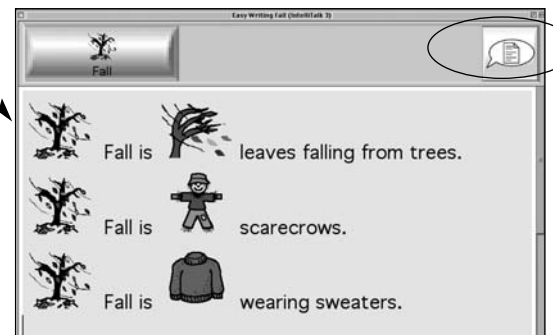 Easy Writing Fall (IntelliTalk 3)
Fall
Fall is leaves falling from trees.
Fall is scarecrows.
Fall is wearing sweaters.